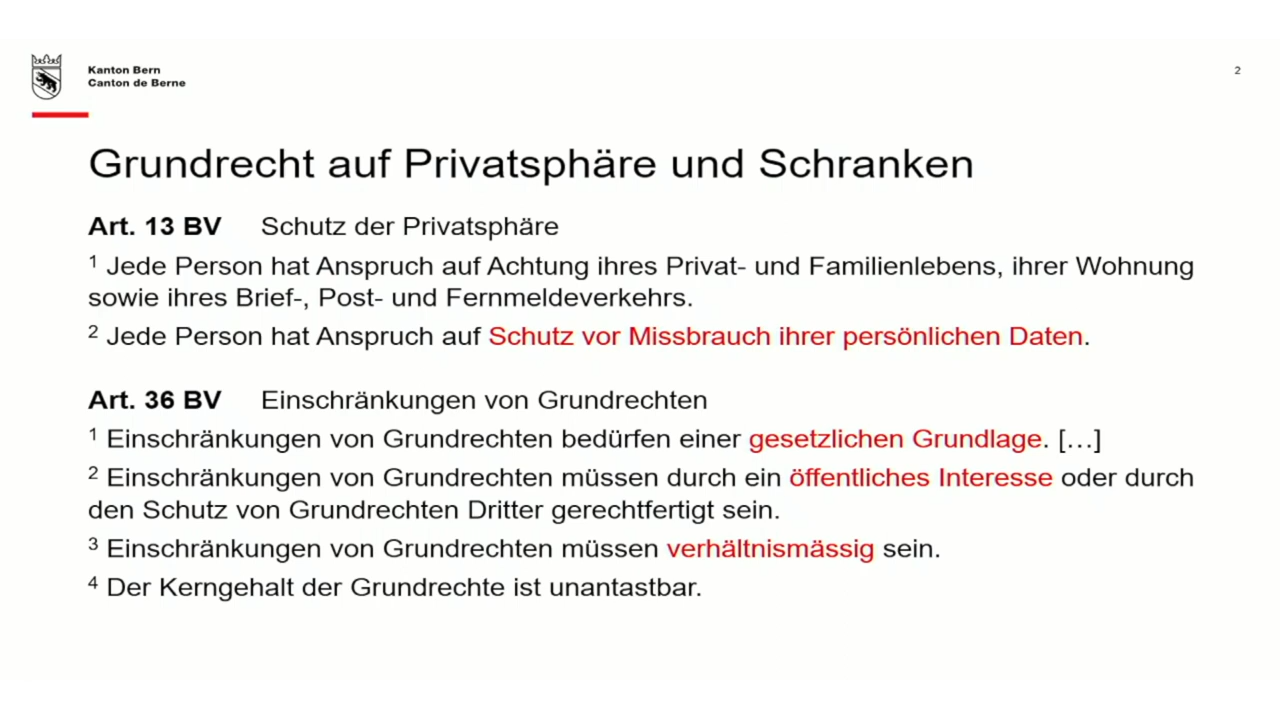 Kanton Bern
Canton de Berne
2
Grundrecht auf Privatsphäre und Schranken
Art. 13 BV Schutz der Privatsphäre
¹ Jede Person hat Anspruch auf Achtung ihres Privat- und Familienlebens, ihrer Wohnung
sowie ihres Brief-, Post- und Fernmeldeverkehrs.
² Jede Person hat Anspruch auf Schutz vor Missbrauch ihrer persönlichen Daten.
Art. 36 BV Einschränkungen von Grundrechten
¹ Einschränkungen von Grundrechten bedürfen einer gesetzlichen Grundlage. […]
² Einschränkungen von Grundrechten müssen durch ein öffentliches Interesse oder durch
den Schutz von Grundrechten Dritter gerechtfertigt sein.
³ Einschränkungen von Grundrechten müssen verhältnismässig sein.
⁴ Der Kerngehalt der Grundrechte ist unantastbar.